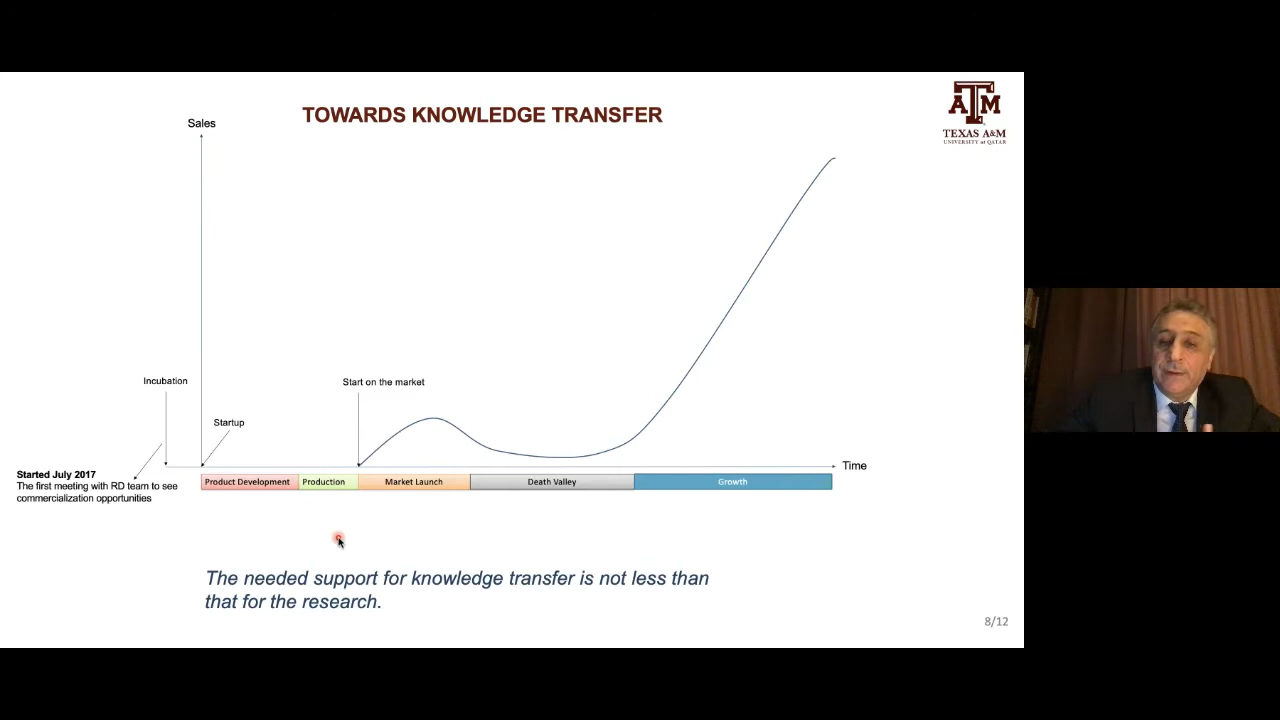 TOWARDS KNOWLEDGE TRANSFER
ATM
TEXAS A&M
UNIVERSITY at QATAR
Sales
Incubation
Start on the market
Startup
Time
Started July 2017
The first meeting with RD team to see
commercialization opportunities
Product Development
Production
Market Launch
Death Valley
Growth
The needed support for knowledge transfer is not less than
that for the research.
8/12